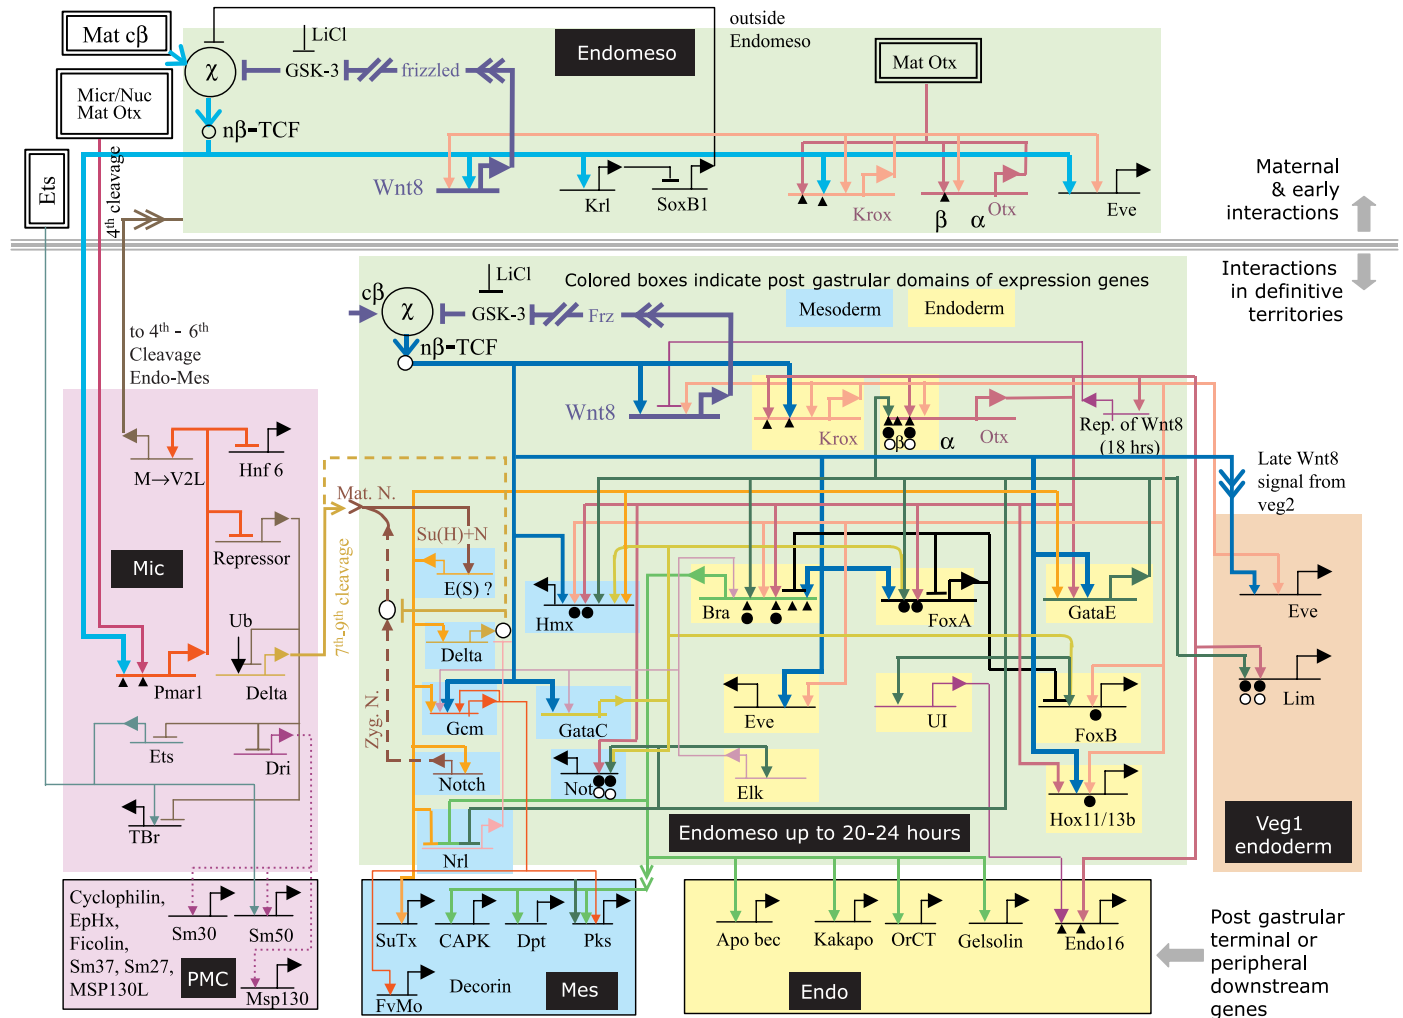 Mat cβ
Micr/Nuc
Mat Otx
Ets
4th cleavage
χ
nβ-TCF
LiCl
GSK-3
frizzled
Endomeso
outside
Endomeso
Mat Otx
Wnt8
Krl
SoxB1
Krox
β
α
Otx
Eve
Maternal
& early
interactions
Interactions
in definitive
territories
Colored boxes indicate post gastrular domains of expression genes
Mesoderm
Endoderm
cβ
χ
LiCl
GSK-3
Frz
nβ-TCF
Wnt8
Krox
β
α
Otx
Rep. of Wnt8
(18 hrs)
Late Wnt8
signal from
veg2
to 4th - 6th
Cleavage
Endo-Mes
M→V2L
Hnf 6
Repressor
Mic
Ub
Pmar1
Delta
Ets
Dri
TBr
7th-9th cleavage
Mat. N.
Su(H)+N
E(S) ?
Zyg. N.
Delta
Gcm
Notch
Nrl
Hmx
GataC
Not
Bra
FoxA
GataE
Eve
UI
FoxB
Elk
Hox11/13b
Endomeso up to 20-24 hours
Eve
Lim
Veg1
endoderm
Cyclophilin,
EpHx,
Ficolin,
Sm37, Sm27,
MSP130L
PMC
Sm30
Sm50
Msp130
SuTx
CAPK
Dpt
Pks
FvMo
Decorin
Mes
Apo bec
Kakapo
OrCT
Gelsolin
Endo16
Endo
Post gastrular
terminal or
peripheral
downstream
genes